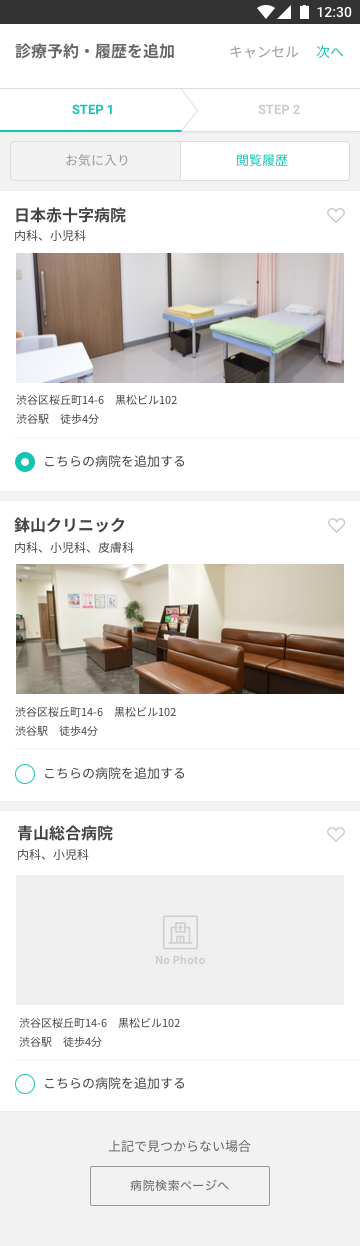 12:30
診療予約・履歴を追加 キャンセル 次へ
STEP 1 STEP 2
お気に入り 閲覧履歴
日本赤十字病院
内科、小児科
渋谷区桜丘町14-6　黒松ビル102
渋谷駅　徒歩4分
こちらの病院を追加する
鉢山クリニック
内科、小児科、皮膚科
渋谷区桜丘町14-6　黒松ビル102
渋谷駅　徒歩4分
こちらの病院を追加する
青山総合病院
内科、小児科
No Photo
渋谷区桜丘町14-6　黒松ビル102
渋谷駅　徒歩4分
こちらの病院を追加する
上記で見つからない場合
病院検索ページへ